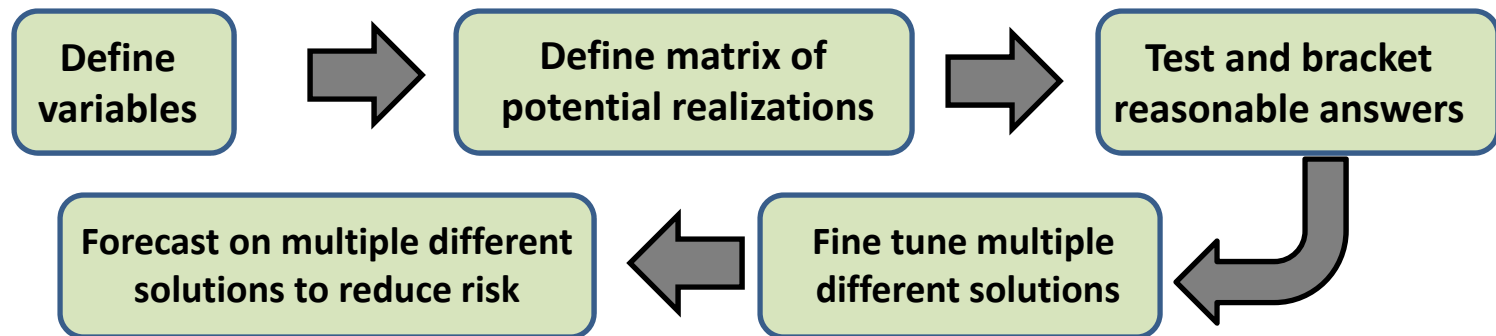 Define
variables
Define matrix of
potential realizations
Test and bracket
reasonable answers
Fine tune multiple
different solutions
Forecast on multiple different
solutions to reduce risk